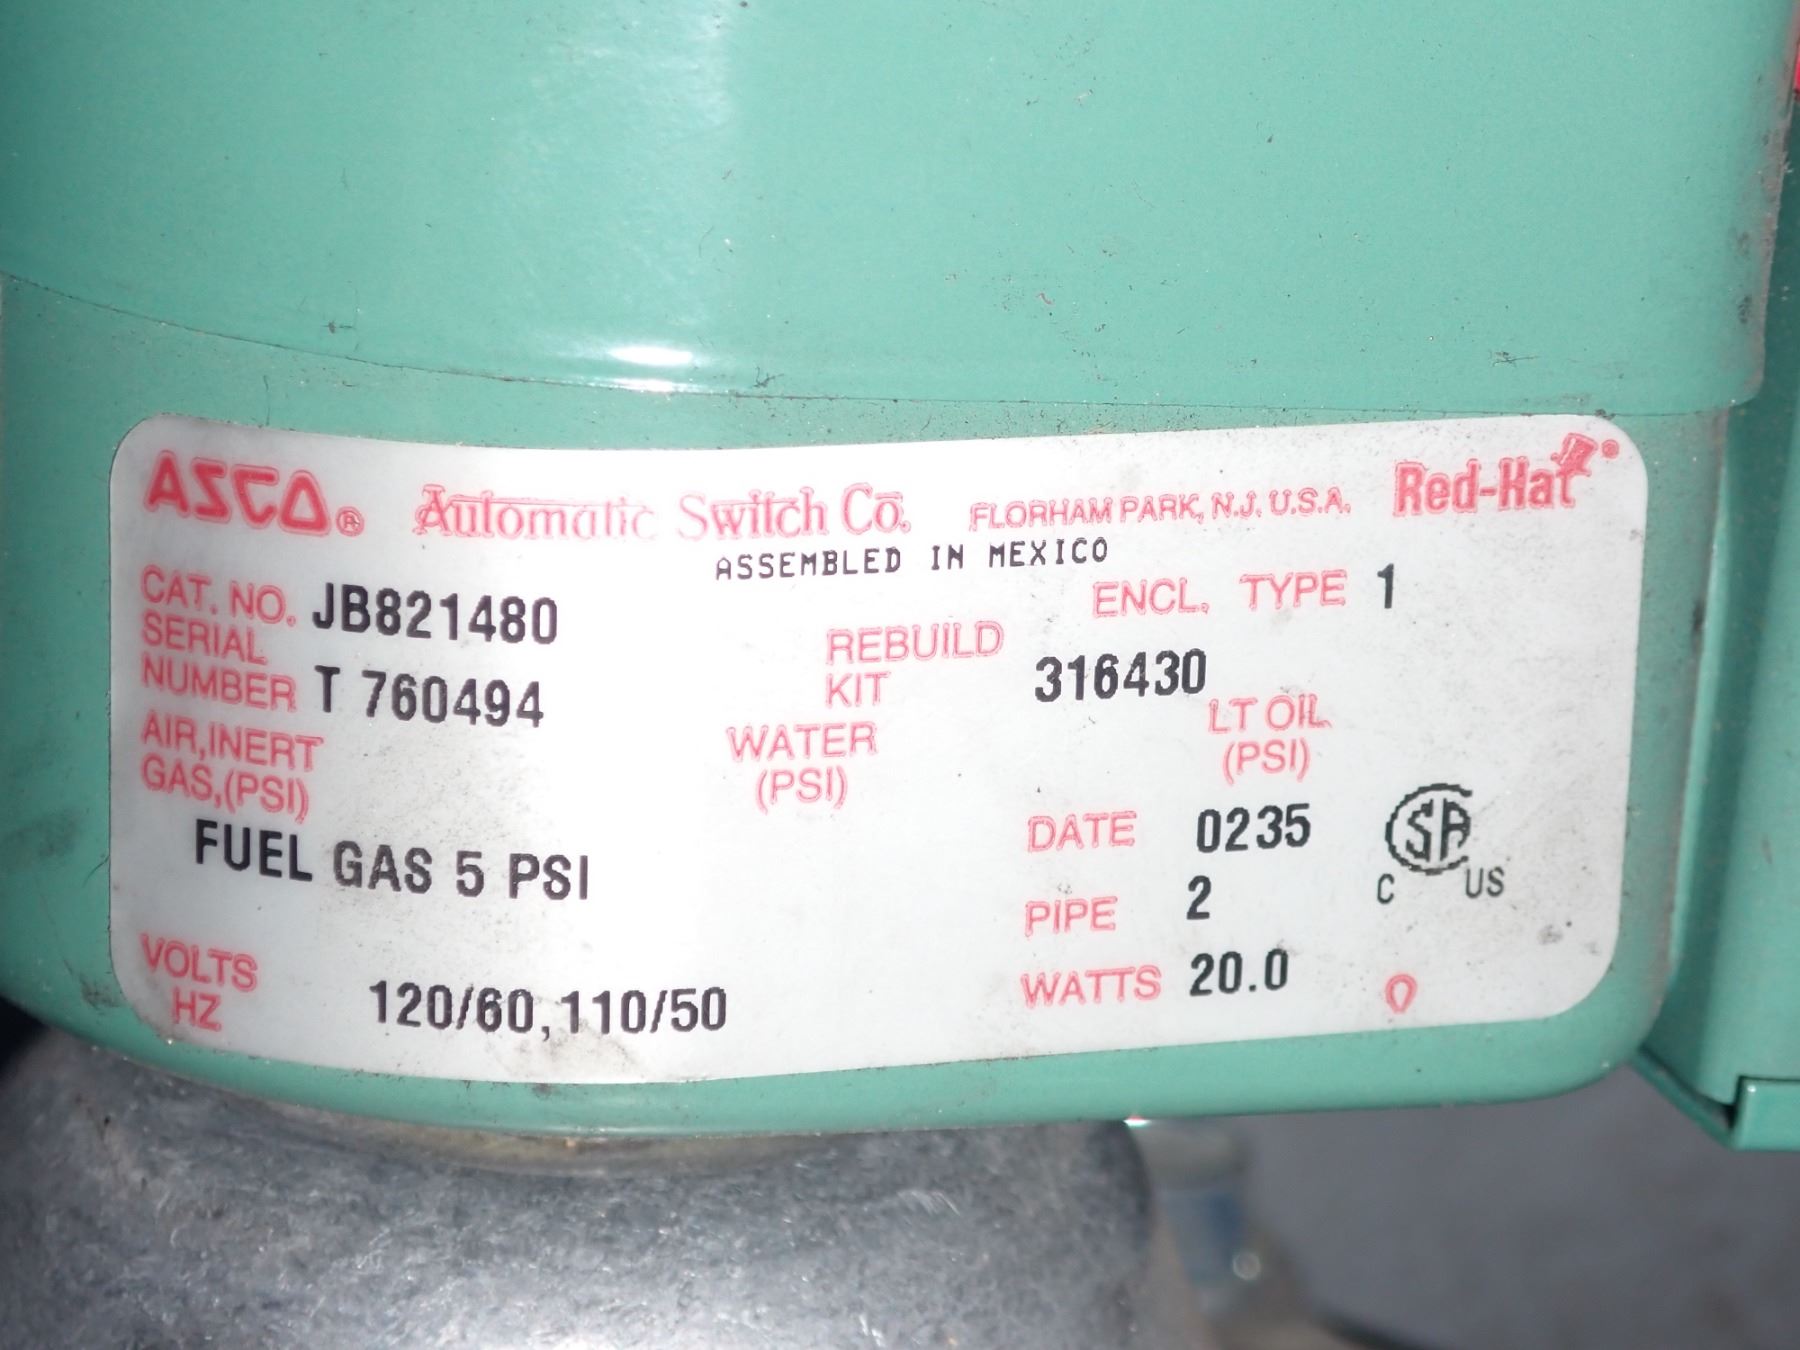 ASCO® Automatic Switch Co. FLORHAM PARK, N.J. U.S.A. Red-Hat
ASSEMBLED IN MEXICO
CAT. NO. JB821480 ENCL. TYPE 1
SERIAL NUMBER T 760494
REBUILD KIT 316430
AIR, INERT GAS, (PSI)
WATER (PSI)
LT OIL (PSI)
FUEL GAS 5 PSI
DATE 0235
SA
C US
PIPE 2
VOLTS HZ 120/60, 110/50
WATTS 20.0